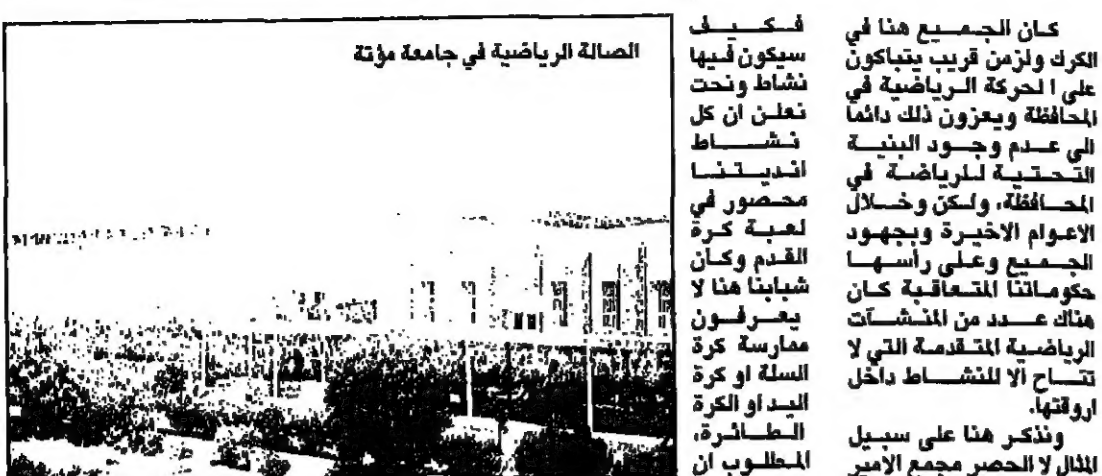 كان الجميع هنا في
الكرك ولزمن قريب يتباكون
على الحركة الرياضية في
المحافظة ويعزون ذلك دائما
الى عدم وجود البنية
التحتية للرياضة في
المحافظة، ولكن وخلال
الاعوام الاخيرة وبجهود
الجميع وعلى رأسها
حكوماتنا المتعاقبة كان
هناك عدد من المنشآت
الرياضية المتقدمة التي لا
تتاح الا للنشاط داخل
اروقتها.
ونذكر هنا على سبيل
المثال لا الحصر مجمع الامير
فكيف
سيكون فيها
نشاط ونحت
نعلن ان كل
نشاط
انديتنا
محصور في
لعبة كرة
القدم وكأن
شبابنا هنا لا
يعرفون
ممارسة كرة
السلة او كرة
اليد او الكرة
الطائرة،
المطلوب ان
الصالة الرياضية في جامعة مؤتة